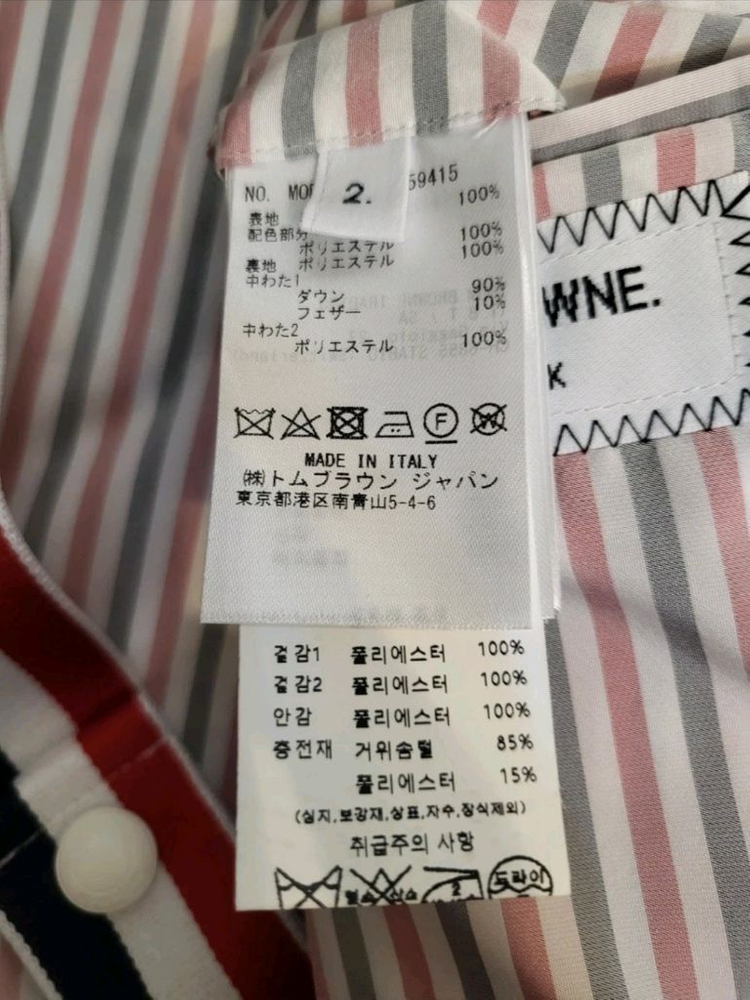 NO. MO
2.
59415
100%
表地
配色部分 100%
ポリエステル 100%
裏地 ポリエステル
中わた1
ダウン 90%
フェザー 10%
中わた2
ポリエステル 100%
F
W
MADE IN ITALY
㈱トムブラウン ジャパン
東京都港区南青山5-4-6
WNE.
K
겉감1 폴리에스터 100%
겉감2 폴리에스터 100%
안감 폴리에스터 100%
충전재 거위솜털 85%
폴리에스터 15%
(심지,보강재,상표,자수,장식제외)
취급주의 사항
2
드라이